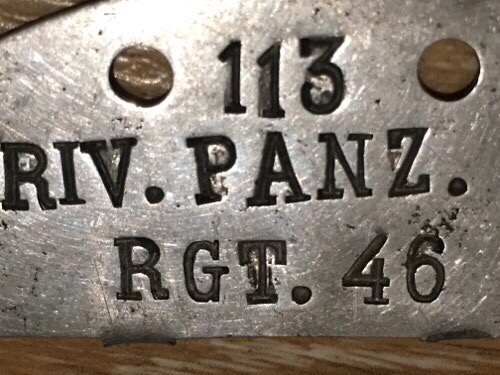 113
RIV. PANZ.
RGT. 46